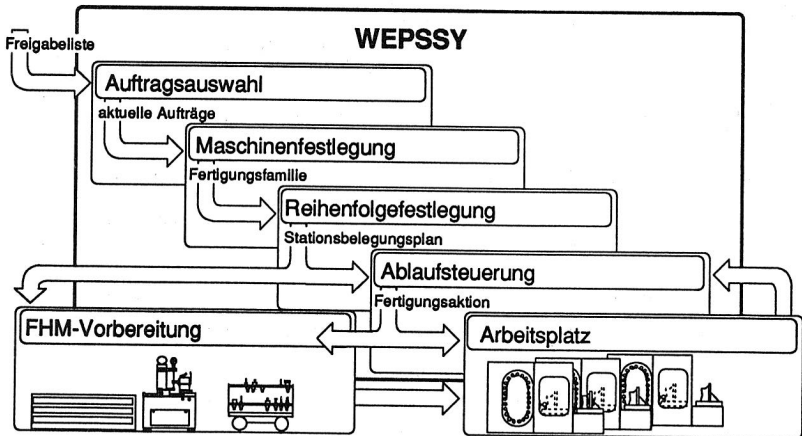 WEPSSY
Freigabeliste
Auftragsauswahl
aktuelle Aufträge
Maschinenfestlegung
Fertigungsfamilie
Reihenfolgefestlegung
Stationsbelegungsplan
Ablaufsteuerung
Fertigungsaktion
FHM-Vorbereitung
Arbeitsplatz